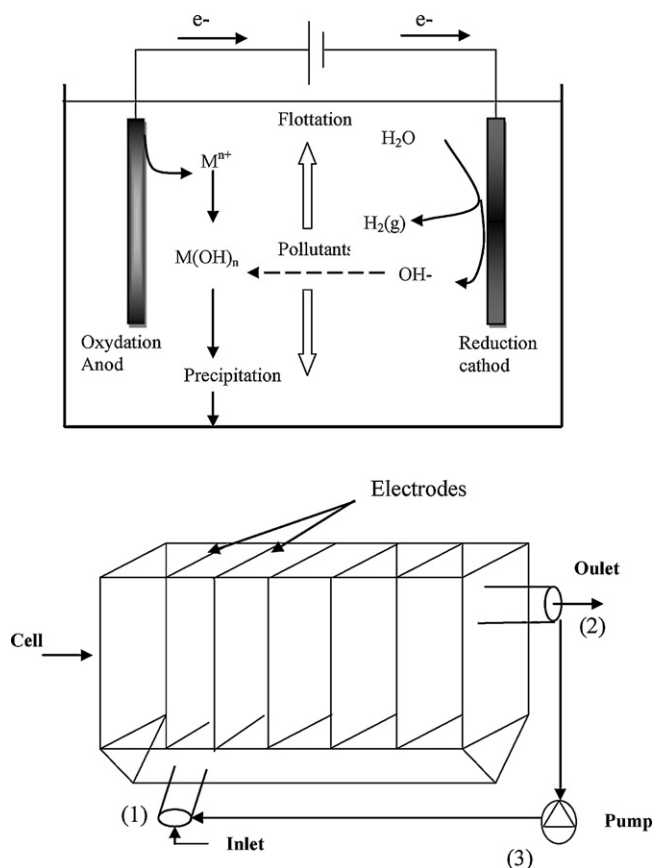 e-
e-
Flottation
H₂O
Mⁿ⁺
H₂(g)
Pollutants
M(OH)ₙ
OH-
Oxydation
Anod
Reduction
cathod
Precipitation
Electrodes
Oulet
(2)
Cell
(1)
Inlet
Pump
(3)